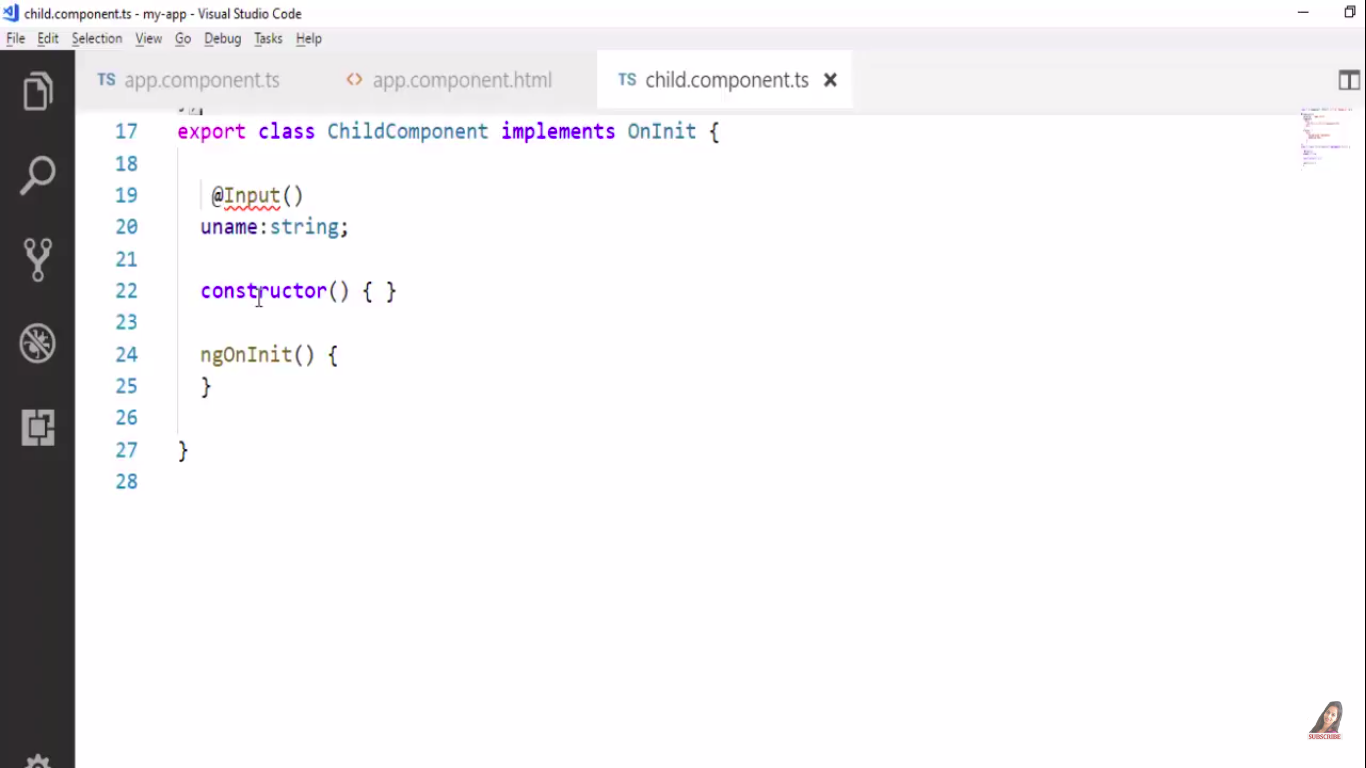 child.component.ts - my-app - Visual Studio Code
File Edit Selection View Go Debug Tasks Help
TS app.component.ts <> app.component.html TS child.component.ts
17 export class ChildComponent implements OnInit {
18
19 @Input()
20 uname:string;
21
22 constructor() { }
23
24 ngOnInit() {
25 }
26
27 }
28
SUBSCRIBE